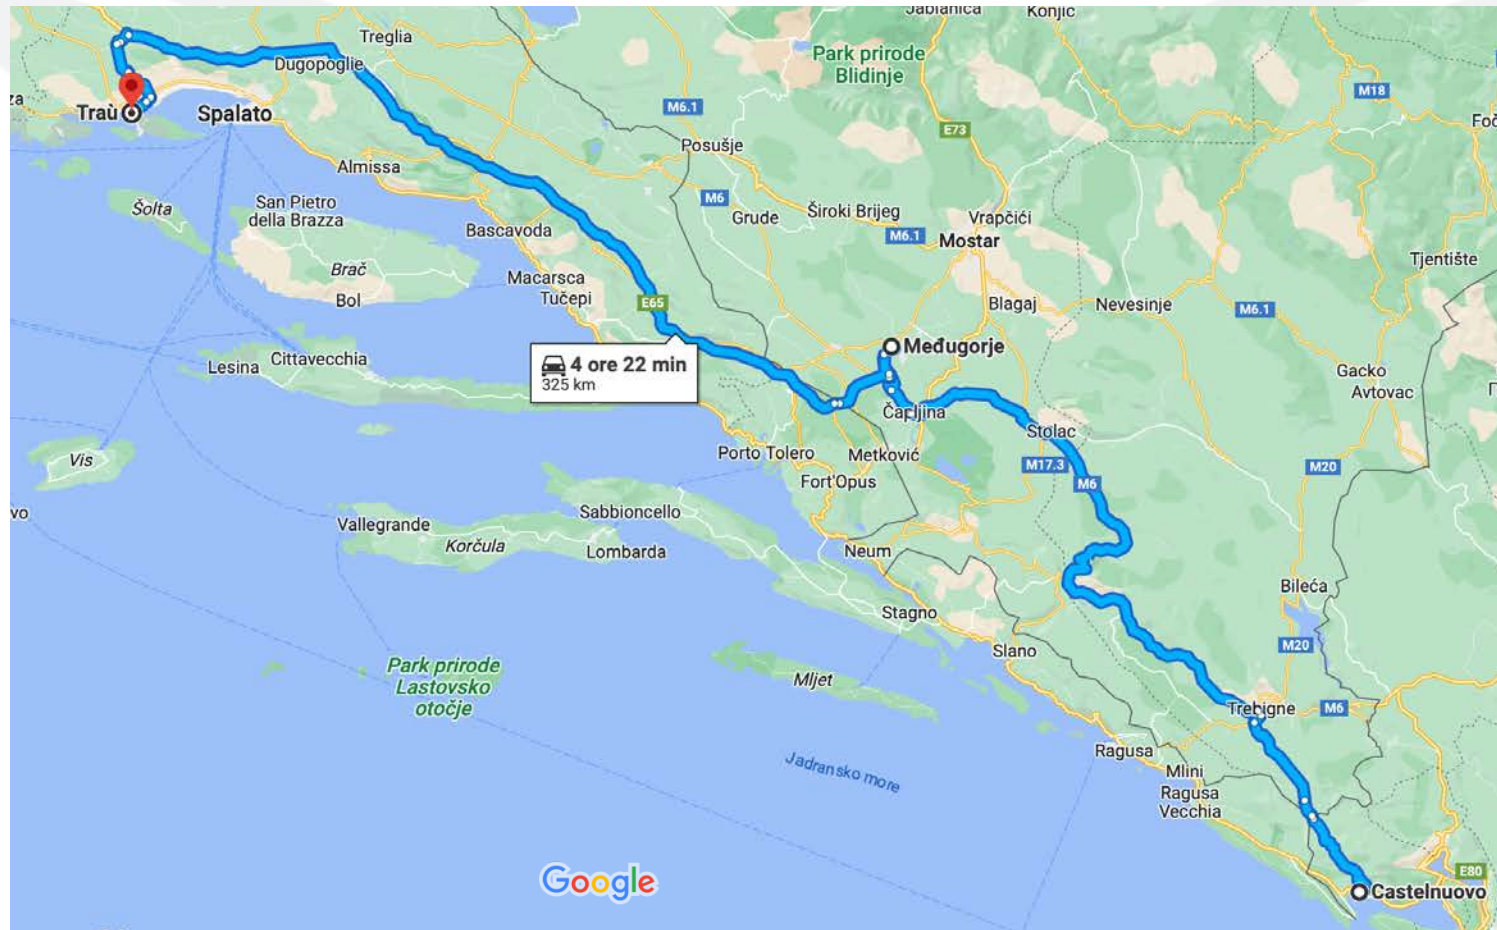 Jablanica
Konjic
Treglia
Park prirode
Blidinje
Dugopoglie
M18
za
Traù
Spalato
M6.1
E73
Foč
Posušje
Almissa
M6
Šolta
San Pietro
della Brazza
Grude
Široki Brijeg
Vrapčići
Bascavoda
M6.1
Mostar
Brač
Macarsca
Tjentište
Bol
Tučepi
E65
Blagaj
Nevesinje
M6.1
Međugorje
Lesina
Cittavecchia
4 ore 22 min
325 km
Gacko
Avtovac
Čapljina
Stolac
Vis
Porto Tolero
Metković
M17.3
M20
Fort'Opus
M6
vo
Vallegrande
Sabbioncello
Korčula
Lombarda
Neum
Bileća
Stagno
Slano
M20
Park prirode
Lastovsko
otočje
Mljet
Trebigne
M6
Ragusa
Jadransko more
Mlini
Ragusa
Vecchia
Google
E80
Castelnuovo